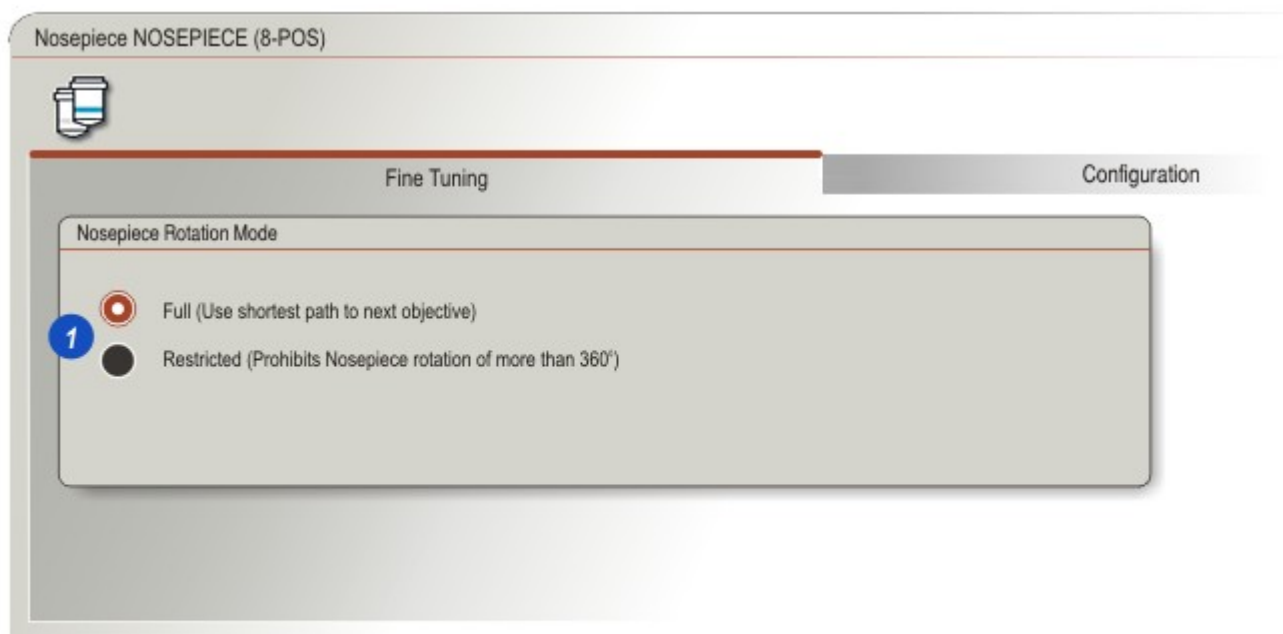 Nosepiece NOSEPIECE (8-POS)
Fine Tuning
Configuration
Nosepiece Rotation Mode
1
Full (Use shortest path to next objective)
Restricted (Prohibits Nosepiece rotation of more than 360°)